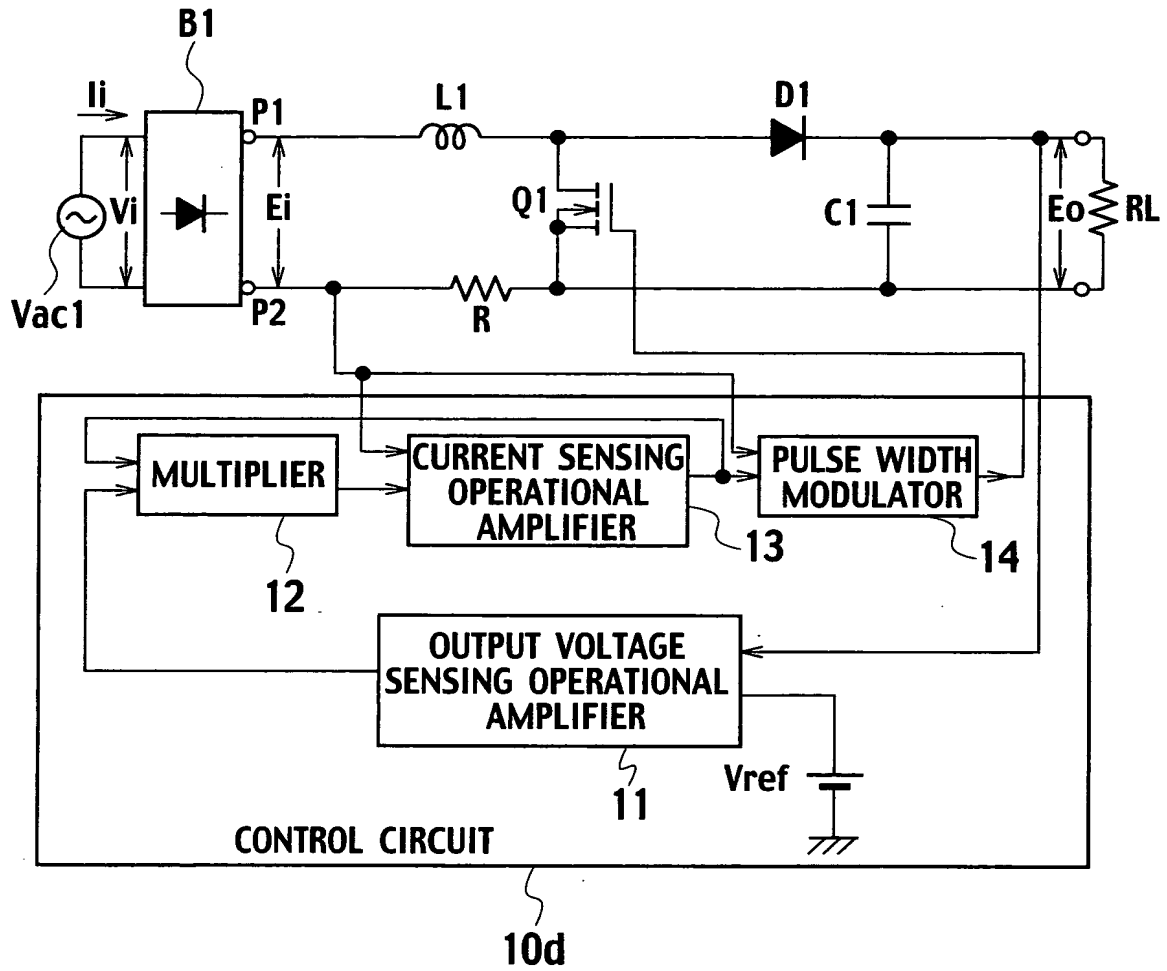 B1
Ii
P1
L1
D1
Vi
Ei
Q1
C1
Eo
RL
Vac1
P2
R
MULTIPLIER
CURRENT SENSING
OPERATIONAL
AMPLIFIER
PULSE WIDTH
MODULATOR
12
13
14
OUTPUT VOLTAGE
SENSING OPERATIONAL
AMPLIFIER
11
Vref
CONTROL CIRCUIT
10d